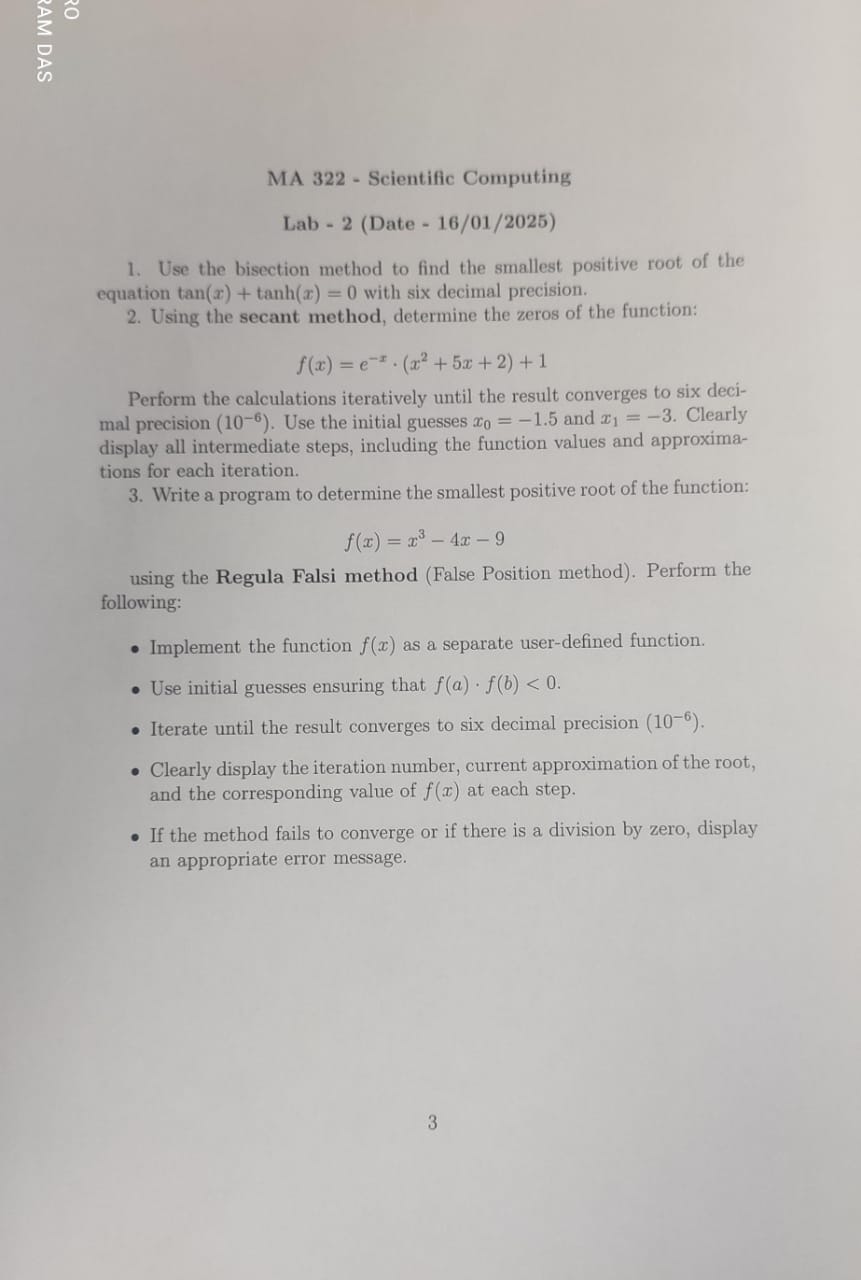 RO
RAM DAS
MA 322 - Scientific Computing
Lab - 2 (Date - 16/01/2025)
1. Use the bisection method to find the smallest positive root of the
equation tan(x) + tanh(x) = 0 with six decimal precision.
2. Using the secant method, determine the zeros of the function:
f(x) = e⁻ˣ · (x² + 5x + 2) + 1
Perform the calculations iteratively until the result converges to six deci-
mal precision (10⁻⁶). Use the initial guesses x₀ = −1.5 and x₁ = −3. Clearly
display all intermediate steps, including the function values and approxima-
tions for each iteration.
3. Write a program to determine the smallest positive root of the function:
f(x) = x³ − 4x − 9
using the Regula Falsi method (False Position method). Perform the
following:
• Implement the function f(x) as a separate user-defined function.
• Use initial guesses ensuring that f(a) · f(b) < 0.
• Iterate until the result converges to six decimal precision (10⁻⁶).
• Clearly display the iteration number, current approximation of the root,
and the corresponding value of f(x) at each step.
• If the method fails to converge or if there is a division by zero, display
an appropriate error message.
3